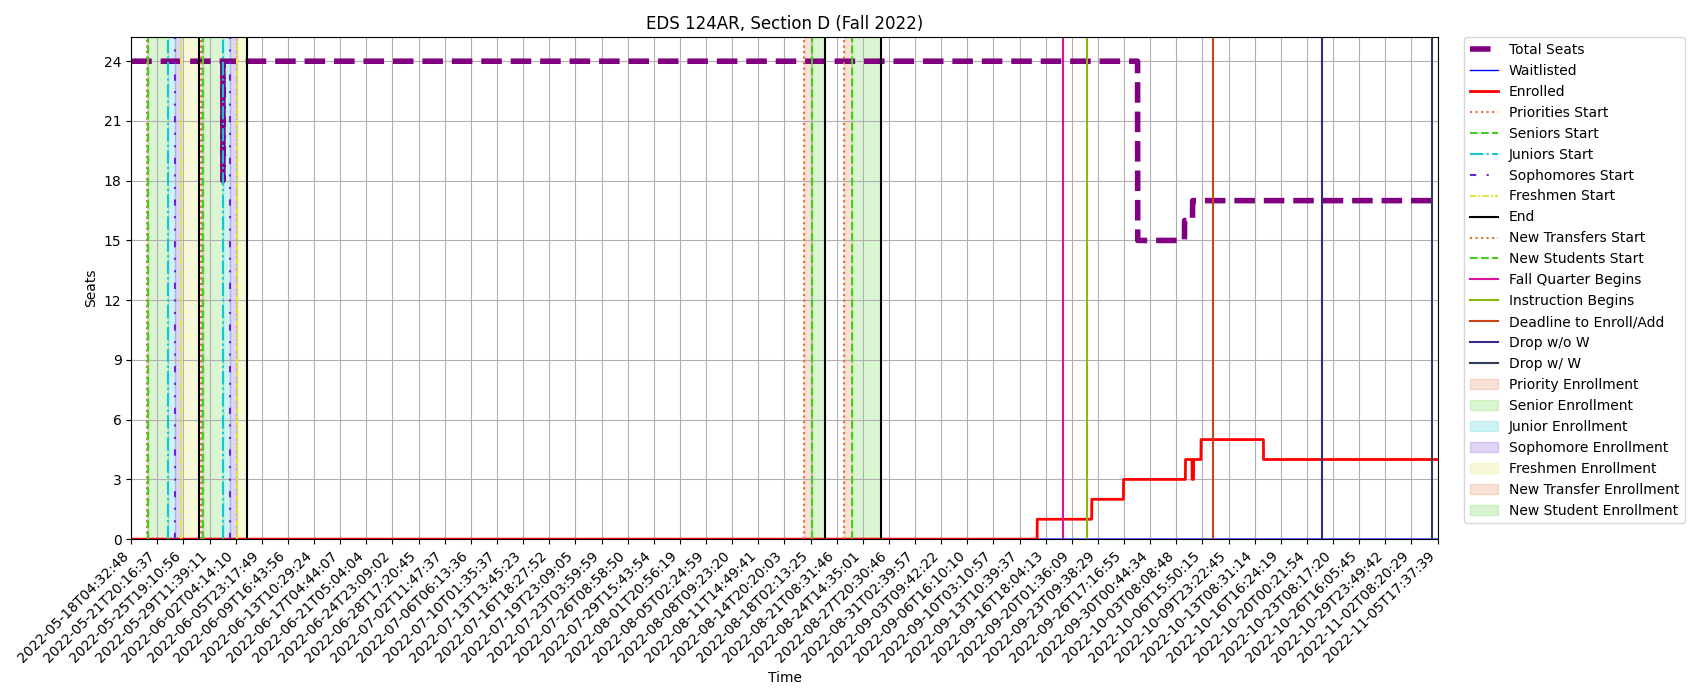 EDS 124AR, Section D (Fall 2022)
Seats
24
21
18
15
12
9
6
3
0
2022-05-18T04:32:48
2022-05-21T20:16:37
2022-05-25T19:10:56
2022-05-29T11:39:11
2022-06-02T04:14:10
2022-06-05T23:17:49
2022-06-09T16:43:56
2022-06-13T10:29:24
2022-06-17T04:44:07
2022-06-21T05:04:04
2022-06-24T23:09:02
2022-06-28T17:20:45
2022-07-02T11:47:37
2022-07-06T06:13:36
2022-07-10T01:35:37
2022-07-13T13:45:23
2022-07-16T18:27:52
2022-07-19T23:09:05
2022-07-23T03:59:59
2022-07-26T08:58:50
2022-07-29T15:43:54
2022-08-01T20:56:19
2022-08-05T02:24:59
2022-08-08T09:23:20
2022-08-11T14:49:41
2022-08-14T20:20:03
2022-08-18T02:13:25
2022-08-21T08:31:46
2022-08-24T14:35:01
2022-08-27T20:30:46
2022-08-31T02:39:57
2022-09-03T09:42:22
2022-09-06T16:10:10
2022-09-10T03:10:57
2022-09-13T10:39:37
2022-09-16T18:04:13
2022-09-20T01:36:09
2022-09-23T09:38:29
2022-09-26T17:16:55
2022-09-30T00:44:34
2022-10-03T08:08:48
2022-10-06T15:50:15
2022-10-09T23:22:45
2022-10-13T08:31:14
2022-10-16T16:24:19
2022-10-20T00:21:54
2022-10-23T08:17:20
2022-10-26T16:05:45
2022-10-29T23:49:42
2022-11-02T08:20:29
2022-11-05T17:37:39
Time
Total Seats
Waitlisted
Enrolled
Priorities Start
Seniors Start
Juniors Start
Sophomores Start
Freshmen Start
End
New Transfers Start
New Students Start
Fall Quarter Begins
Instruction Begins
Deadline to Enroll/Add
Drop w/o W
Drop w/ W
Priority Enrollment
Senior Enrollment
Junior Enrollment
Sophomore Enrollment
Freshmen Enrollment
New Transfer Enrollment
New Student Enrollment